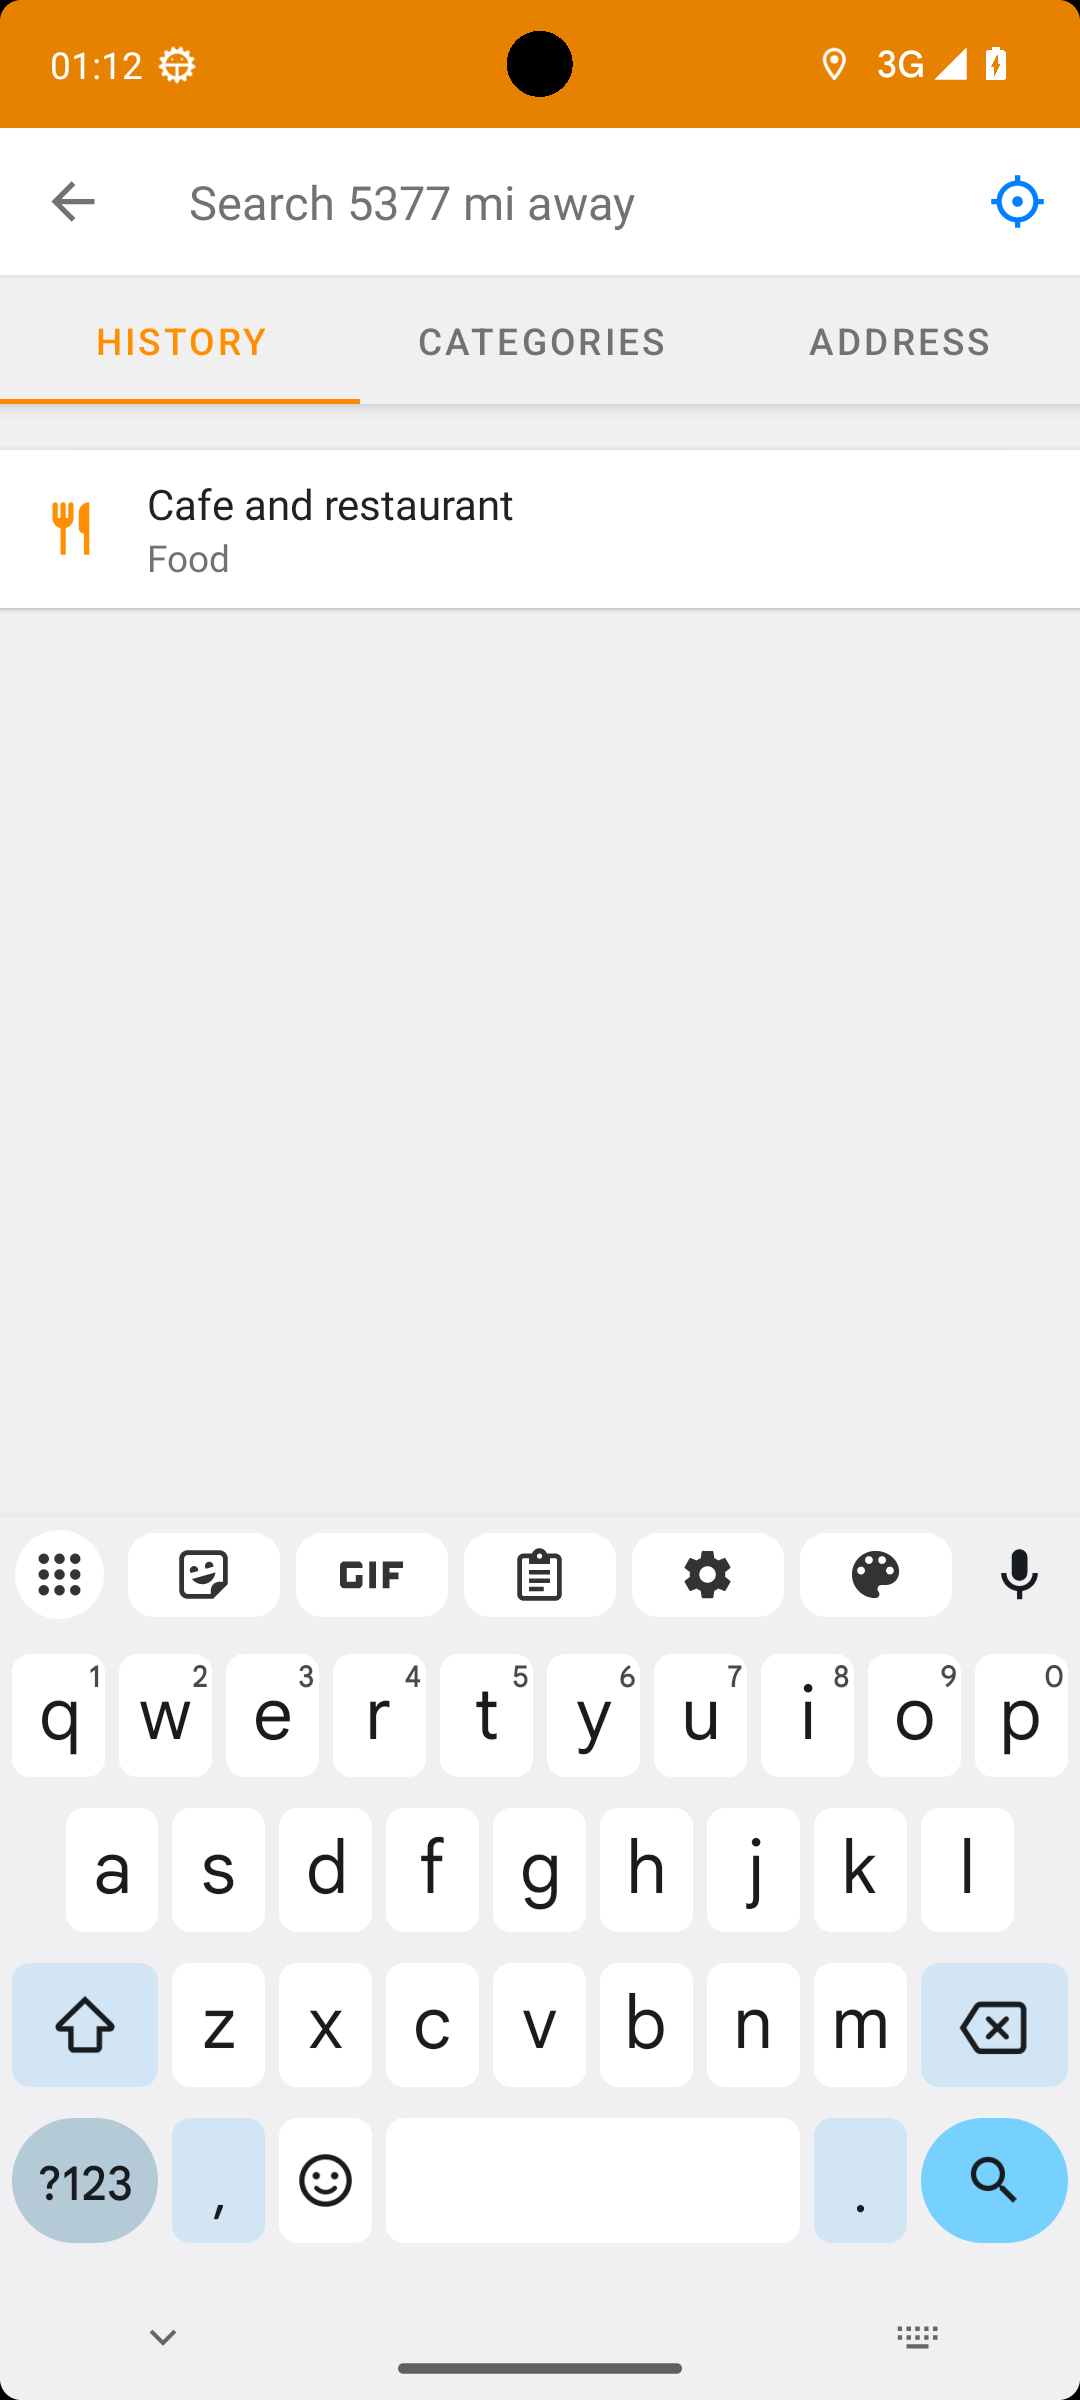 01:12
3G
Search 5377 mi away
HISTORY
CATEGORIES
ADDRESS
Cafe and restaurant
Food
GIF
q1 w2 e3 r4 t5 y6 u7 i8 o9 p0
a s d f g h j k l
z x c v b n m
?123 , .